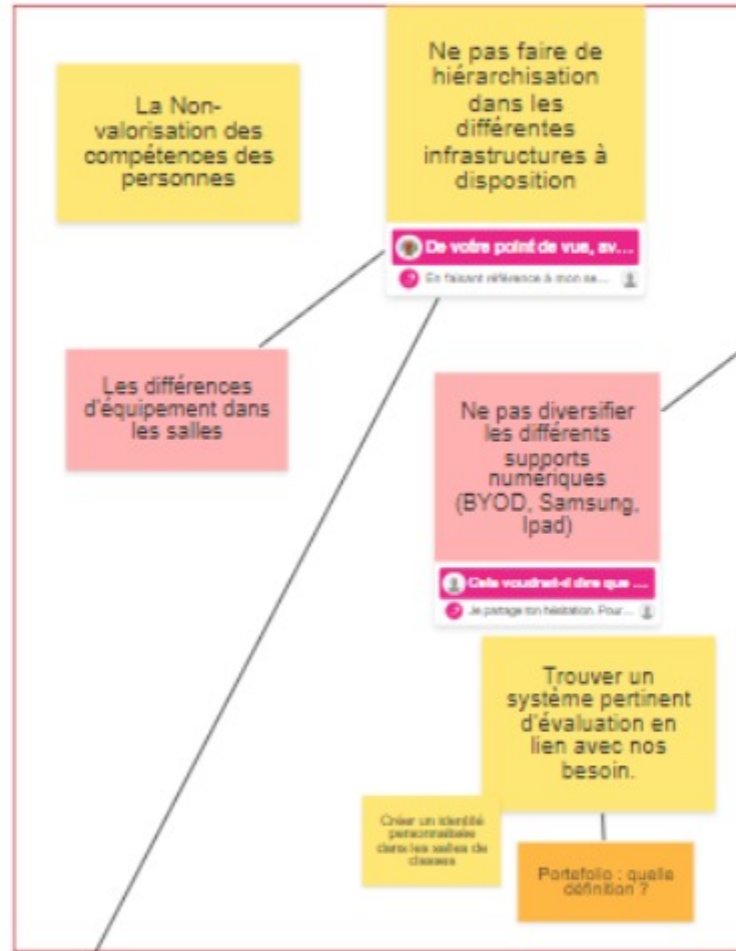 La Non-
valorisation des
compétences des
personnes
Ne pas faire de
hiérarchisation
dans les
différentes
infrastructures à
disposition
De votre point de vue, av...
En faisant référence à mon se...
Les différences
d'équipement dans
les salles
Ne pas diversifier
les différents
supports
numériques
(BYOD, Samsung,
Ipad)
Cela voudrait-il dire que ...
Je partage ton hésitation. Pour...
Trouver un
système pertinent
d'évaluation en
lien avec nos
besoin.
Créer un identité
personnalisée
dans les salles de
classes
Portafolio : quelle
définition ?